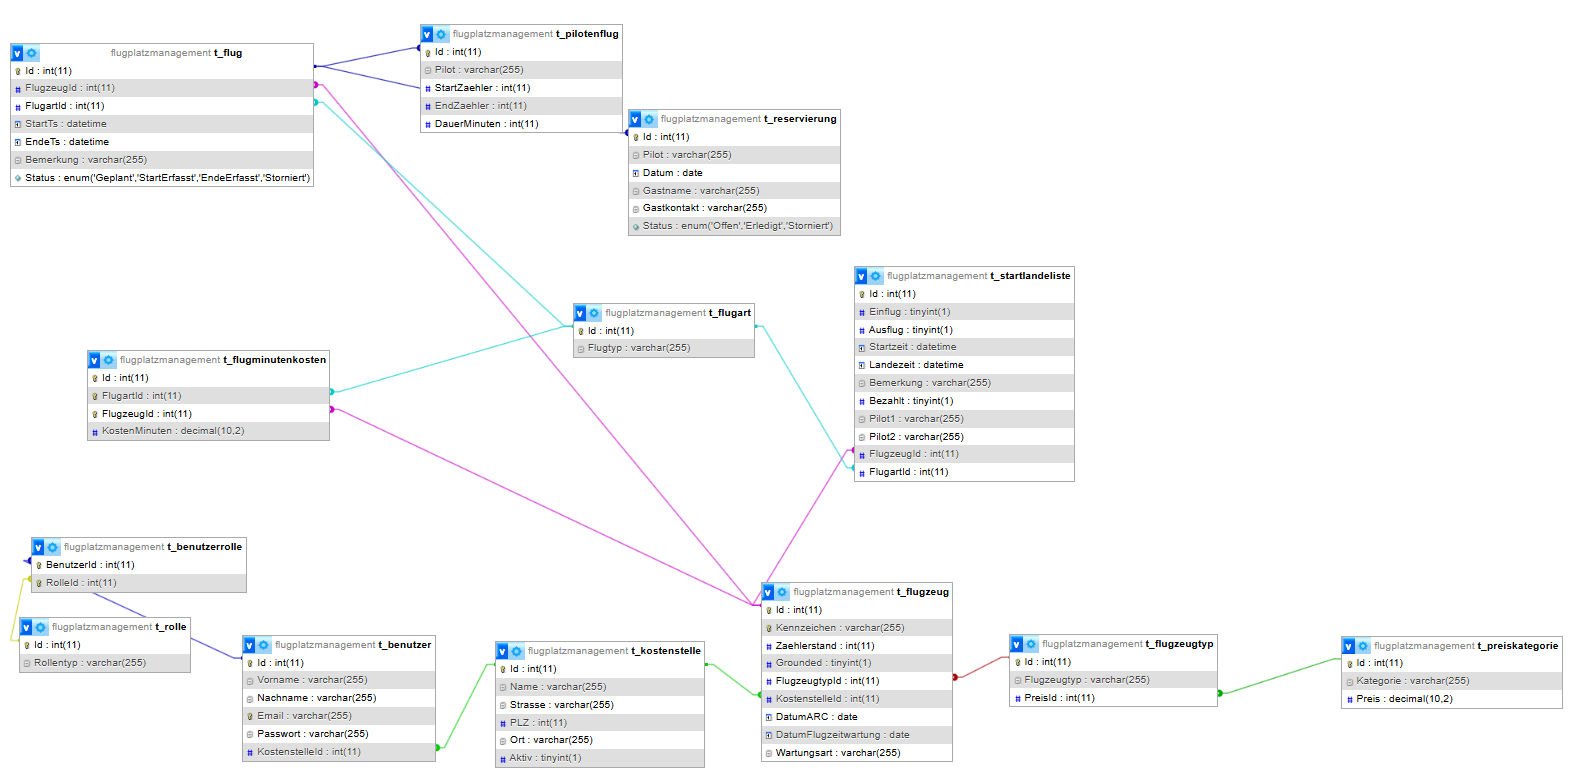 flugplatzmanagement t_flug
Id : int(11)
FlugzeugId : int(11)
FlugartId : int(11)
StartTs : datetime
EndeTs : datetime
Bemerkung : varchar(255)
Status : enum('Geplant','StartErfasst','EndeErfasst','Storniert')
flugplatzmanagement t_pilotenflug
Id : int(11)
Pilot : varchar(255)
StartZaehler : int(11)
EndZaehler : int(11)
DauerMinuten : int(11)
flugplatzmanagement t_reservierung
Id : int(11)
Pilot : varchar(255)
Datum : date
Gastname : varchar(255)
Gastkontakt : varchar(255)
Status : enum('Offen','Erledigt','Storniert')
flugplatzmanagement t_startlandeliste
Id : int(11)
Einflug : tinyint(1)
Ausflug : tinyint(1)
Startzeit : datetime
Landezeit : datetime
Bemerkung : varchar(255)
Bezahlt : tinyint(1)
Pilot1 : varchar(255)
Pilot2 : varchar(255)
FlugzeugId : int(11)
FlugartId : int(11)
flugplatzmanagement t_flugart
Id : int(11)
Flugtyp : varchar(255)
flugplatzmanagement t_flugminutenkosten
Id : int(11)
FlugartId : int(11)
FlugzeugId : int(11)
KostenMinuten : decimal(10,2)
flugplatzmanagement t_benutzerrolle
BenutzerId : int(11)
RolleId : int(11)
flugplatzmanagement t_rolle
Id : int(11)
Rollentyp : varchar(255)
flugplatzmanagement t_benutzer
Id : int(11)
Vorname : varchar(255)
Nachname : varchar(255)
Email : varchar(255)
Passwort : varchar(255)
KostenstelleId : int(11)
flugplatzmanagement t_kostenstelle
Id : int(11)
Name : varchar(255)
Strasse : varchar(255)
PLZ : int(11)
Ort : varchar(255)
Aktiv : tinyint(1)
flugplatzmanagement t_flugzeug
Id : int(11)
Kennzeichen : varchar(255)
Zaehlerstand : int(11)
Grounded : tinyint(1)
FlugzeugtypId : int(11)
KostenstelleId : int(11)
DatumARC : date
DatumFlugzeitwartung : date
Wartungsart : varchar(255)
flugplatzmanagement t_flugzeugtyp
Id : int(11)
Flugzeugtyp : varchar(255)
PreisId : int(11)
flugplatzmanagement t_preiskategorie
Id : int(11)
Kategorie : varchar(255)
Preis : decimal(10,2)